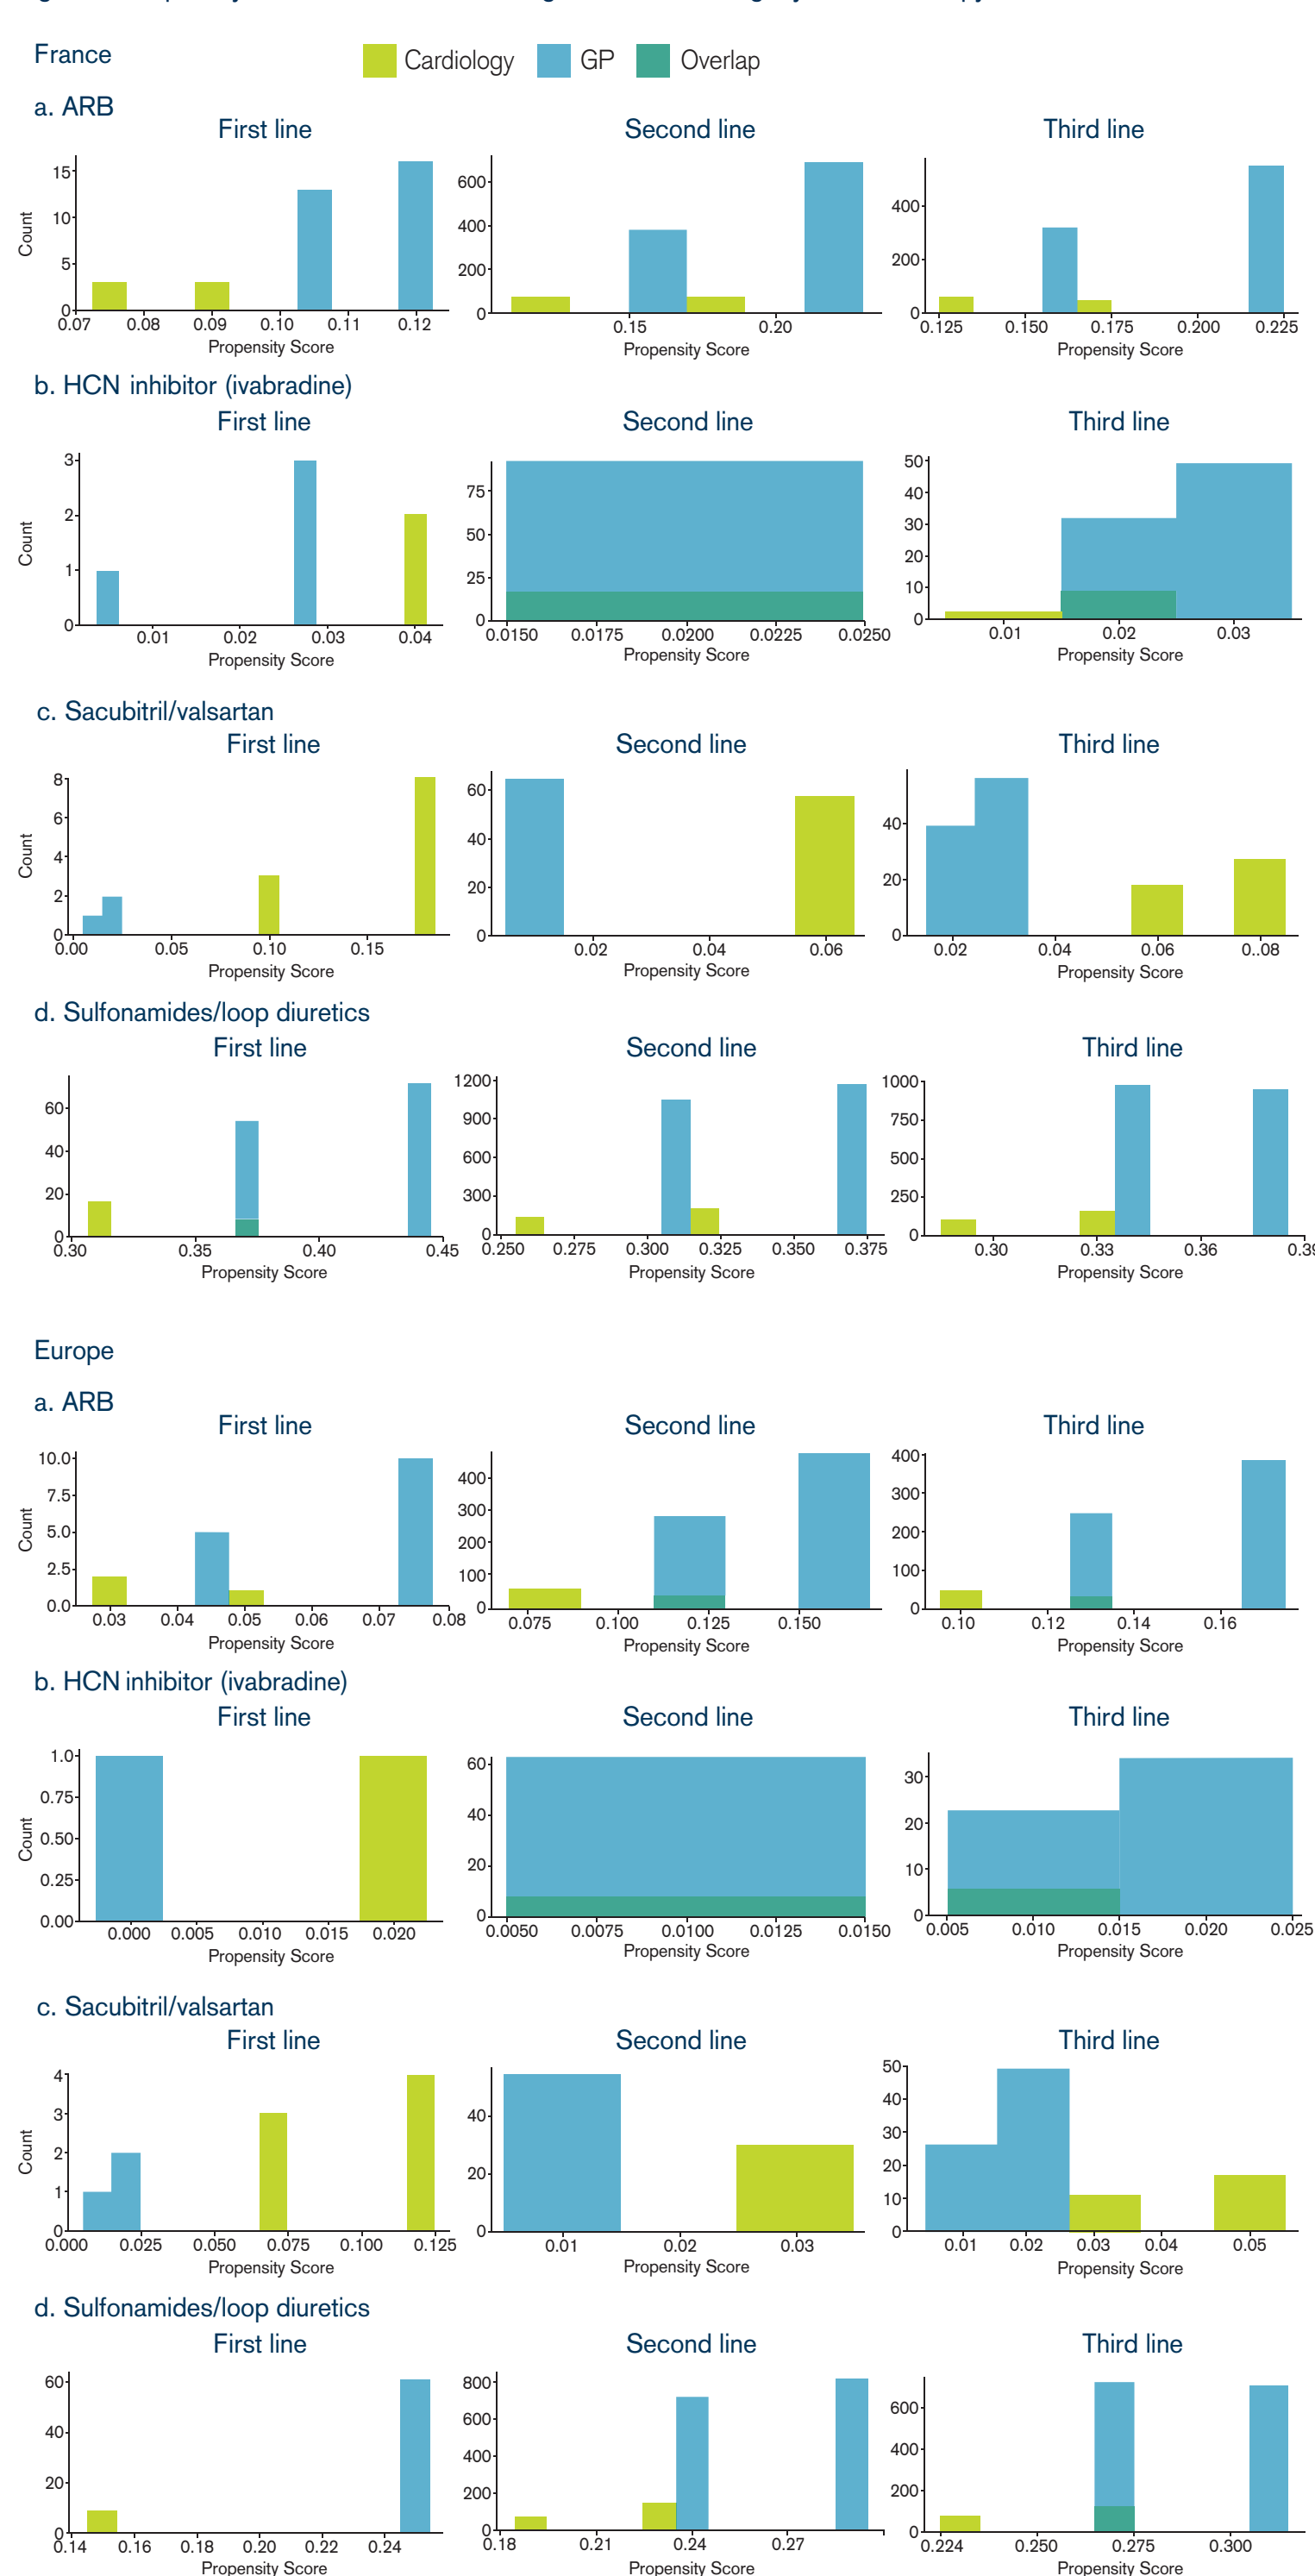 France
Cardiology GP Overlap
a. ARB
First line Second line Third line
Count
15
10
5
0
0.07 0.08 0.09 0.10 0.11 0.12
Propensity Score
600
400
200
0
0.15 0.20
Propensity Score
400
200
0
0.125 0.150 0.175 0.200 0.225
Propensity Score
b. HCN inhibitor (ivabradine)
First line Second line Third line
Count
3
2
1
0
0.01 0.02 0.03 0.04
Propensity Score
75
50
25
0
0.0150 0.0175 0.0200 0.0225 0.0250
Propensity Score
50
40
30
20
10
0
0.01 0.02 0.03
Propensity Score
c. Sacubitril/valsartan
First line Second line Third line
Count
8
6
4
2
0
0.00 0.05 0.10 0.15
Propensity Score
60
40
20
0
0.02 0.04 0.06
Propensity Score
40
20
0
0.02 0.04 0.06 0..08
Propensity Score
d. Sulfonamides/loop diuretics
First line Second line Third line
60
40
20
0
0.30 0.35 0.40 0.45
Propensity Score
1200
900
600
300
0
0.250 0.275 0.300 0.325 0.350 0.375
Propensity Score
1000
750
500
250
0
0.30 0.33 0.36 0.39
Propensity Score
Europe
a. ARB
First line Second line Third line
Count
10.0
7.5
5.0
2.5
0.0
0.03 0.04 0.05 0.06 0.07 0.08
Propensity Score
400
300
200
100
0
0.075 0.100 0.125 0.150
Propensity Score
400
300
200
100
0
0.10 0.12 0.14 0.16
Propensity Score
b. HCN inhibitor (ivabradine)
First line Second line Third line
Count
1.0
0.75
0.50
0.25
0.00
0.000 0.005 0.010 0.015 0.020
Propensity Score
60
40
20
0
0.0050 0.0075 0.0100 0.0125 0.0150
Propensity Score
30
20
10
0
0.005 0.010 0.015 0.020 0.025
Propensity Score
c. Sacubitril/valsartan
First line Second line Third line
Count
4
3
2
1
0
0.000 0.025 0.050 0.075 0.100 0.125
Propensity Score
40
20
0
0.01 0.02 0.03
Propensity Score
50
40
30
20
10
0
0.01 0.02 0.03 0.04 0.05
Propensity Score
d. Sulfonamides/loop diuretics
First line Second line Third line
60
40
20
0
0.14 0.16 0.18 0.20 0.22 0.24
Propensity Score
800
600
400
200
0
0.18 0.21 0.24 0.27
Propensity Score
600
400
200
0
0.224 0.250 0.275 0.300
Propensity Score